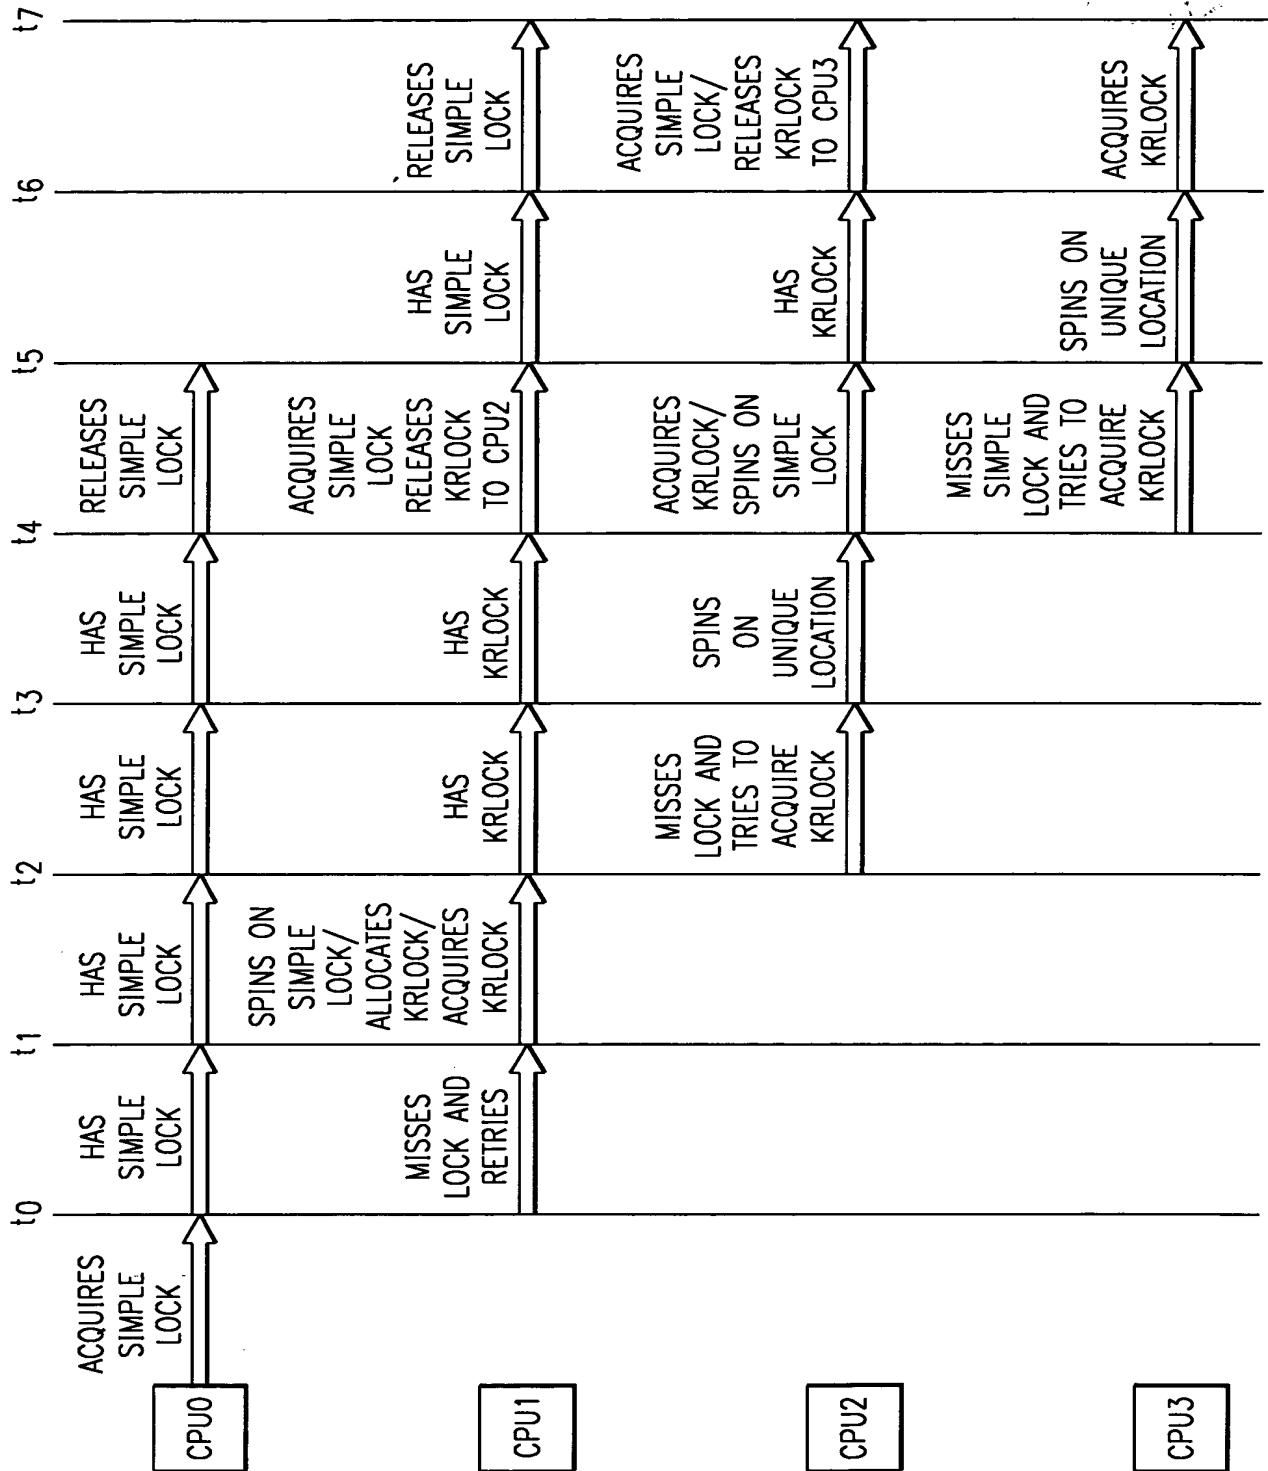 t0
t1
t2
t3
t4
t5
t6
t7
CPU0
ACQUIRES
SIMPLE
LOCK
HAS
SIMPLE
LOCK
HAS
SIMPLE
LOCK
HAS
SIMPLE
LOCK
HAS
SIMPLE
LOCK
RELEASES
SIMPLE
LOCK
CPU1
MISSES
LOCK AND
RETRIES
SPINS ON
SIMPLE
LOCK/
ALLOCATES
KRLOCK/
ACQUIRES
KRLOCK
HAS
KRLOCK
HAS
KRLOCK
ACQUIRES
SIMPLE
LOCK
RELEASES
KRLOCK
TO CPU2
HAS
SIMPLE
LOCK
RELEASES
SIMPLE
LOCK
CPU2
MISSES
LOCK AND
TRIES TO
ACQUIRE
KRLOCK
SPINS
ON
UNIQUE
LOCATION
ACQUIRES
KRLOCK/
SPINS ON
SIMPLE
LOCK
HAS
KRLOCK
ACQUIRES
SIMPLE
LOCK/
RELEASES
KRLOCK
TO CPU3
CPU3
MISSES
SIMPLE
LOCK AND
TRIES TO
ACQUIRE
KRLOCK
SPINS ON
UNIQUE
LOCATION
ACQUIRES
KRLOCK